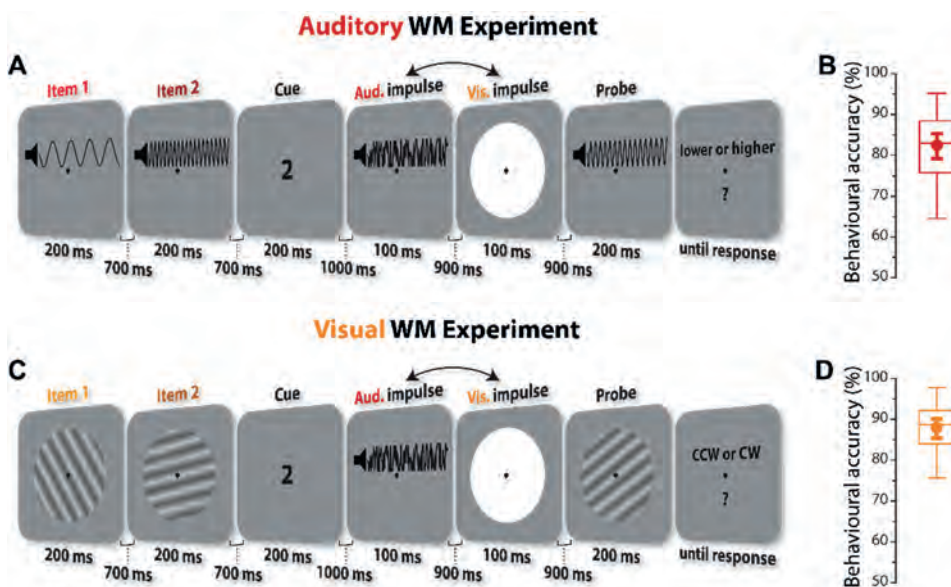 Auditory WM Experiment
A
Item 1 Item 2 Cue Aud. impulse Vis. impulse Probe
2
lower or higher
?
200 ms 200 ms 200 ms 100 ms 100 ms 200 ms until response
700 ms 700 ms 1000 ms 900 ms 900 ms
B
Behavioural accuracy (%)
100
90
80
70
60
50
Visual WM Experiment
C
Item 1 Item 2 Cue Aud. impulse Vis. impulse Probe
2
CCW or CW
?
200 ms 200 ms 200 ms 100 ms 100 ms 200 ms until response
700 ms 700 ms 1000 ms 900 ms 900 ms
D
Behavioural accuracy (%)
100
90
80
70
60
50